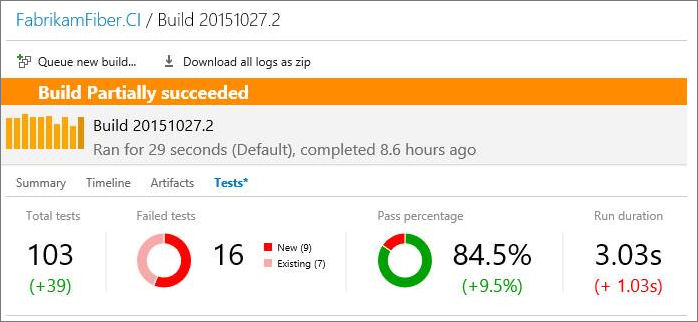 FabrikamFiber.CI / Build 20151027.2
Queue new build... Download all logs as zip
Build Partially succeeded
Build 20151027.2
Ran for 29 seconds (Default), completed 8.6 hours ago
Summary Timeline Artifacts Tests*
Total tests Failed tests Pass percentage Run duration
103 16 New (9) 84.5% 3.03s
Existing (7)
(+39) (+9.5%) (+ 1.03s)